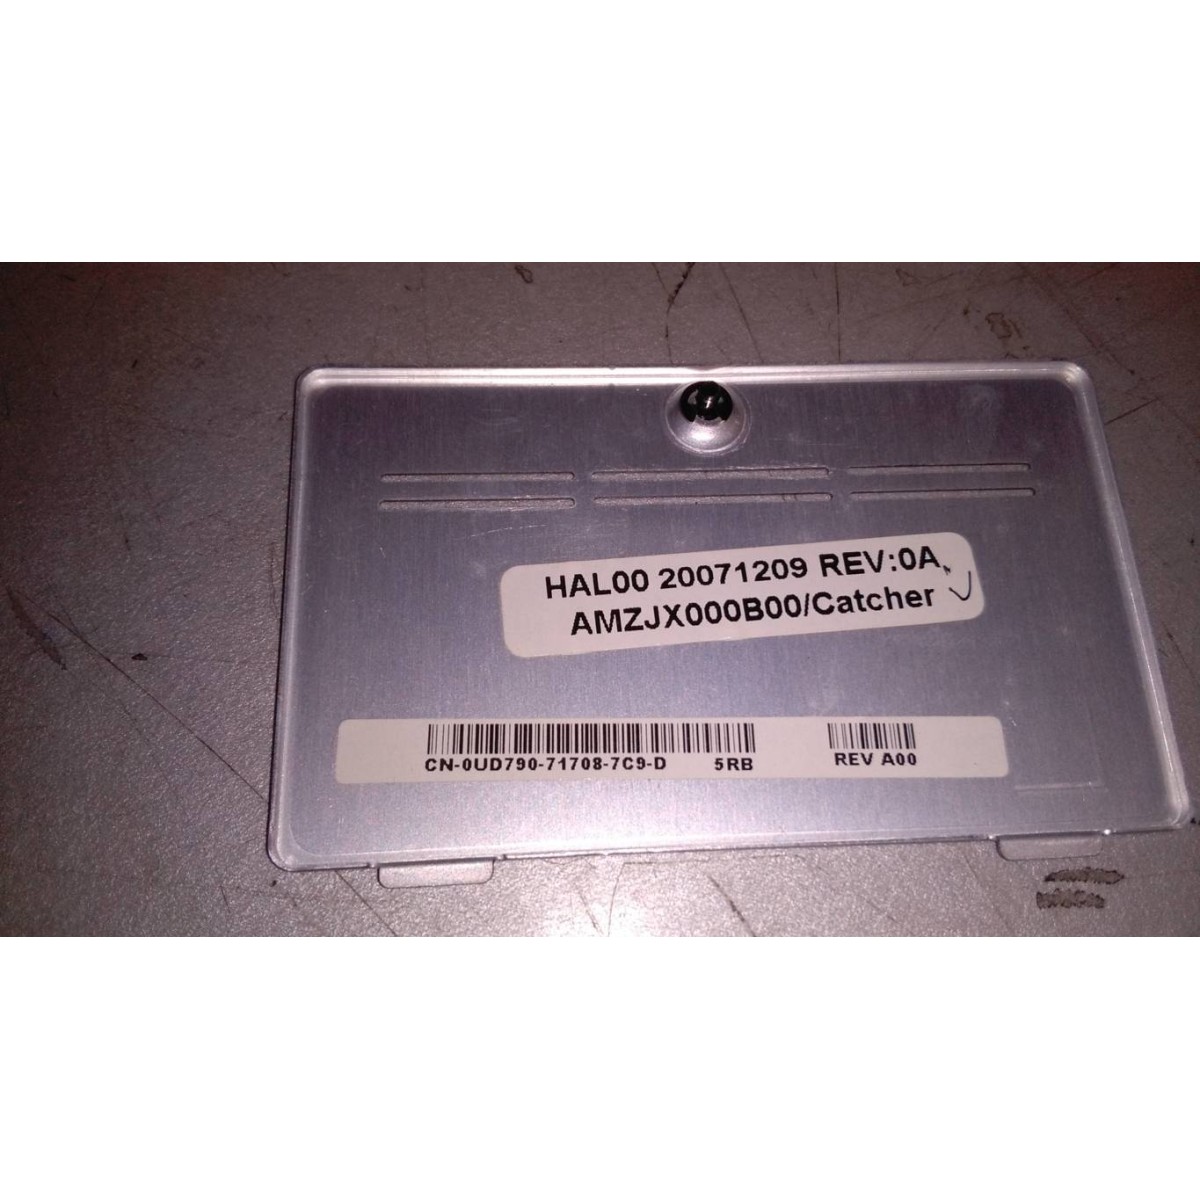 HAL00 20071209 REV:0A
AMZJX000B00/Catcher
CN-0UD790-71708-7C9-D 5RB REV A00